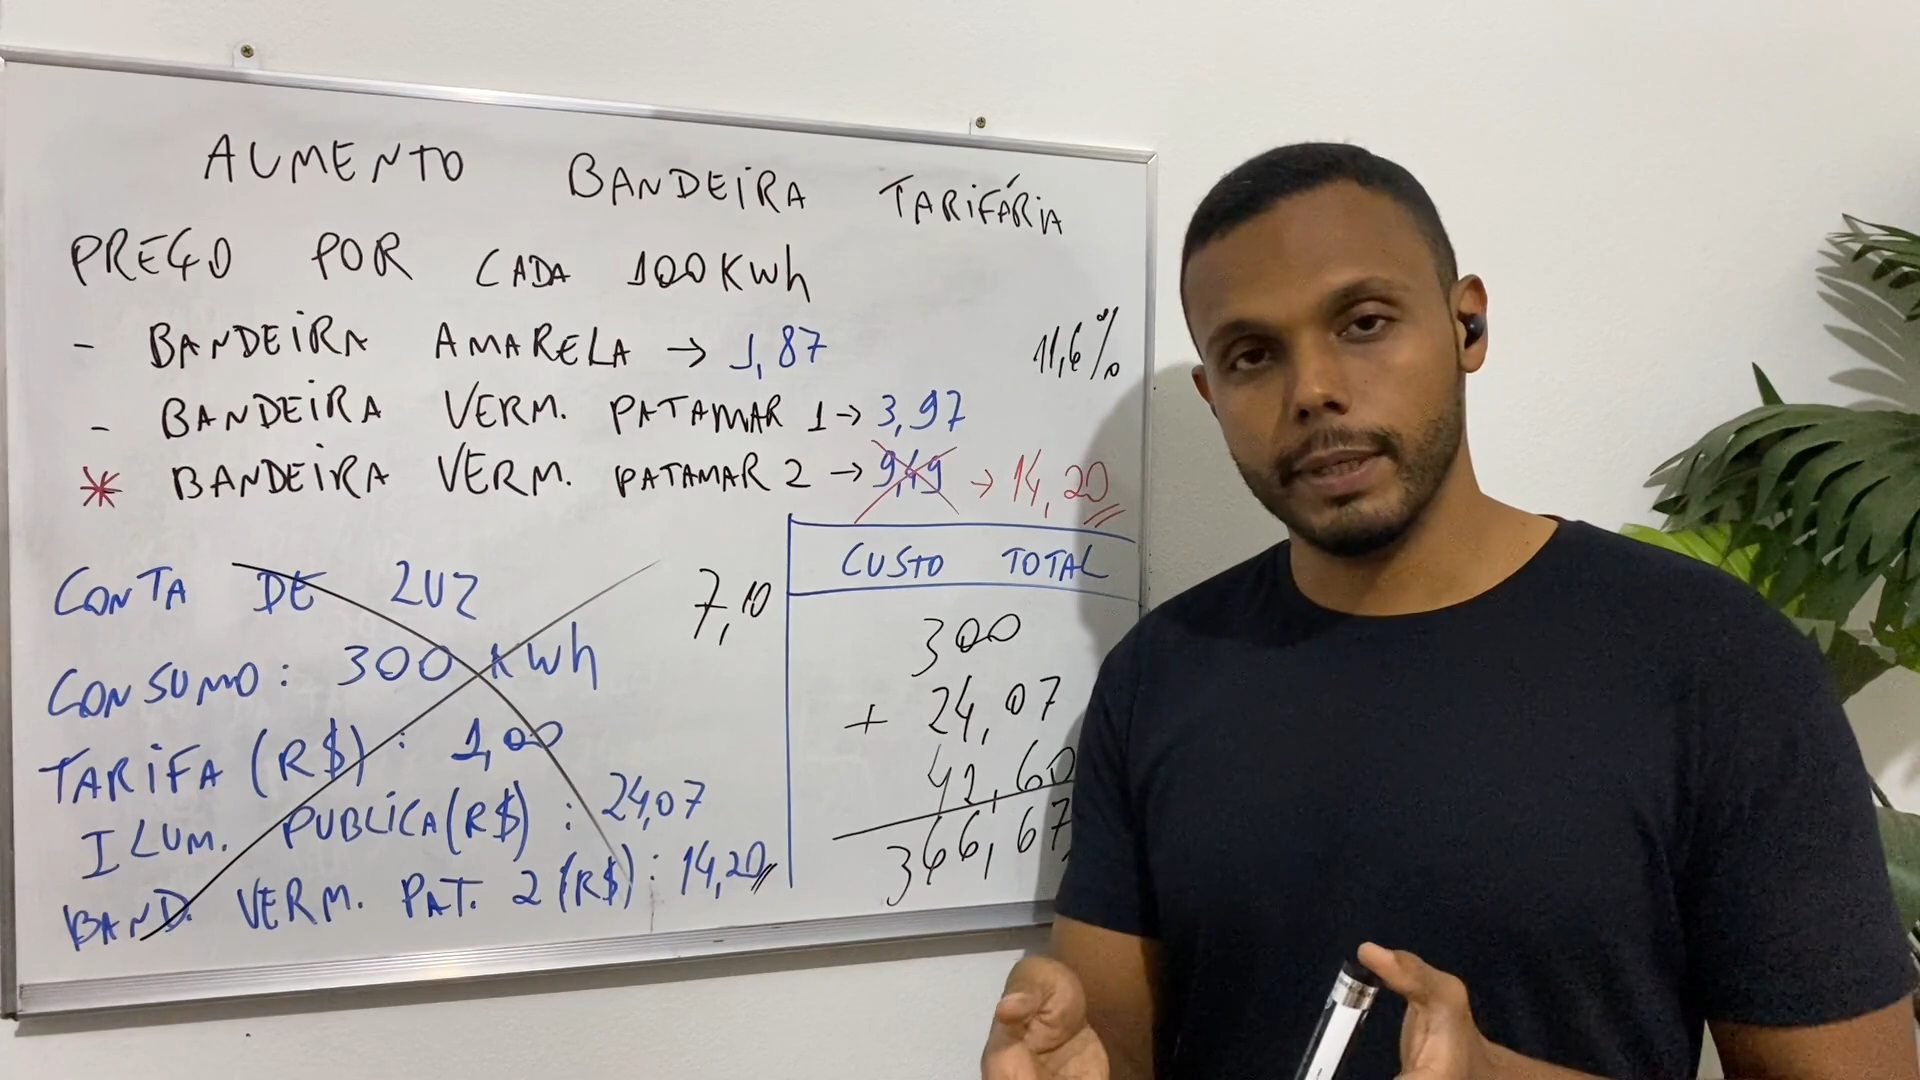 AUMENTO BANDEIRA TARIFÁRIA
PREÇO POR CADA 100KWh
- BANDEIRA AMARELA → 1,87
11,6%
- BANDEIRA VERM. PATAMAR 1 → 3,97
* BANDEIRA VERM. PATAMAR 2 → 9,49 → 14,20
CONTA DE LUZ
CONSUMO: 300 KWh
TARIFA (R$): 1,00
ILUM. PUBLICA (R$): 24,07
BAND. VERM. PAT. 2 (R$): 14,20
7,10
CUSTO TOTAL
300
+ 24,07
42,60
366,67